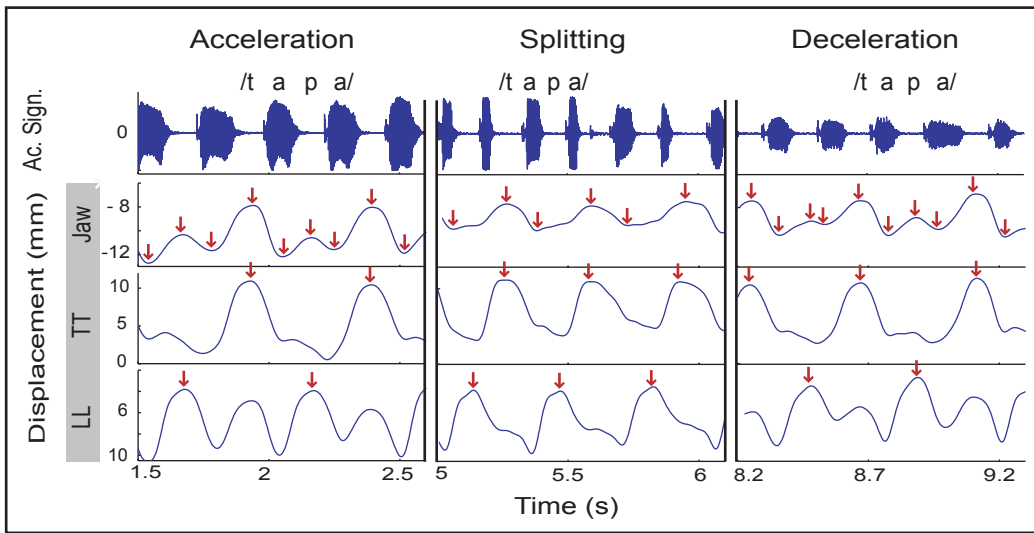 Acceleration Splitting Deceleration
/t a p a/ /t a p a/ /t a p a/
Ac. Sign.
0
Displacement (mm)
Jaw
- 8
-12
TT
10
5
0
LL
6
10
1.5 2 2.5 5 5.5 6 8.2 8.7 9.2
Time (s)